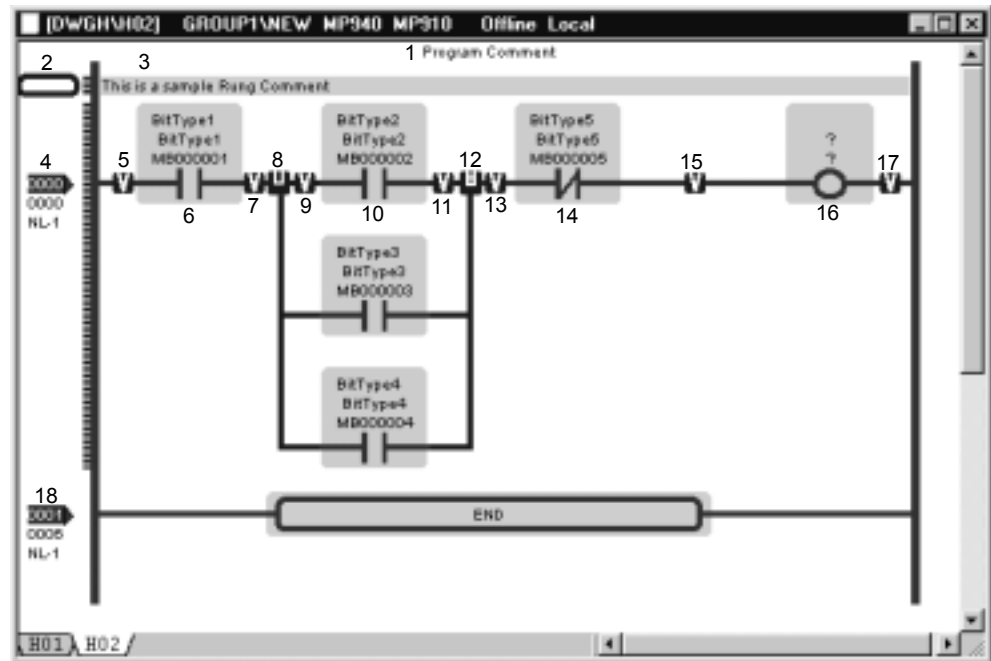 [DWGH\H02] GROUP1\NEW MP940 MP910 Offline Local
1 Program Comment
2 3
This is a sample Rung Comment
BitType1 BitType2 BitType5
BitType1 BitType2 BitType5
MB000001 MB000002 MB000005
?
?
4 5 8 12 15 17
0000 V V V V V V V
0000 6 7 9 10 11 13 14 16
NL-1
BitType3
BitType3
MB000003
BitType4
BitType4
MB000004
18
0001 END
0005
NL-1
H01 H02